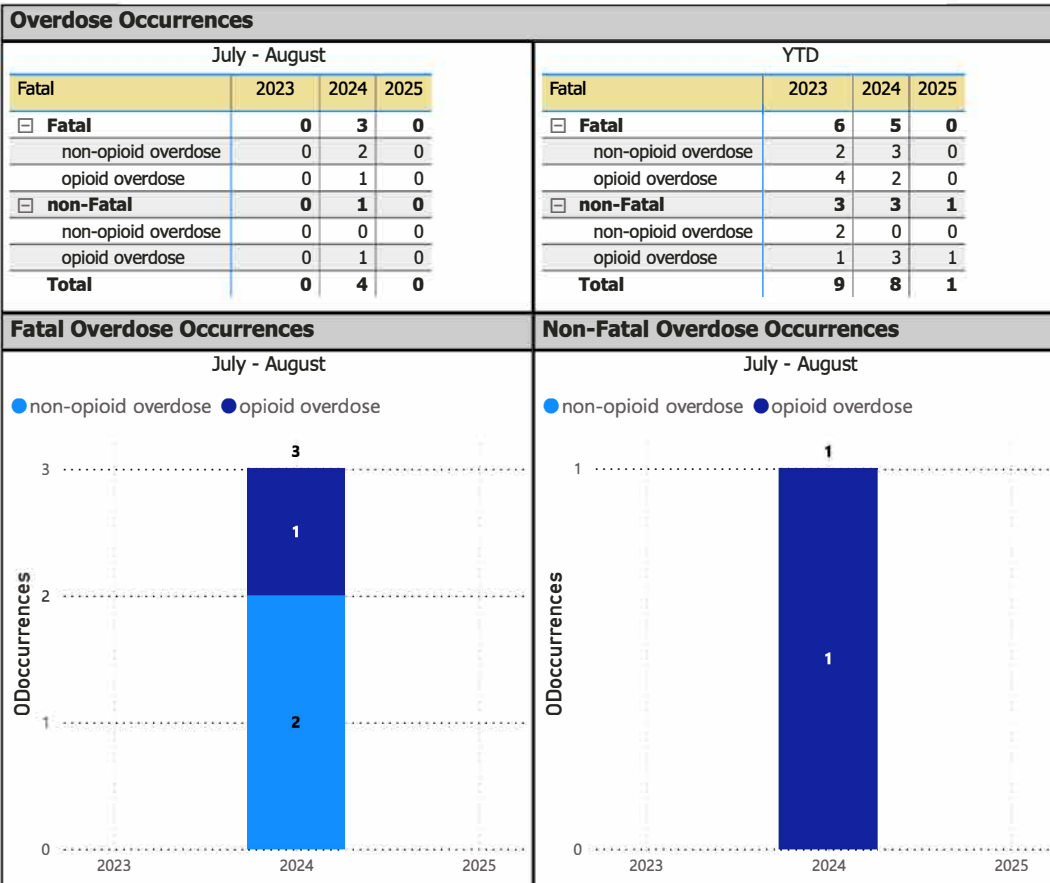 Overdose Occurrences
July - August
Fatal 2023 2024 2025
Fatal 0 3 0
non-opioid overdose 0 2 0
opioid overdose 0 1 0
non-Fatal 0 1 0
non-opioid overdose 0 0 0
opioid overdose 0 1 0
Total 0 4 0
YTD
Fatal 2023 2024 2025
Fatal 6 5 0
non-opioid overdose 2 3 0
opioid overdose 4 2 0
non-Fatal 3 3 1
non-opioid overdose 2 0 0
opioid overdose 1 3 1
Total 9 8 1
Fatal Overdose Occurrences
July - August
non-opioid overdose opioid overdose
ODoccurrences
3
3
1
2
1
2
0
2023 2024 2025
Non-Fatal Overdose Occurrences
July - August
non-opioid overdose opioid overdose
ODoccurrences
1
1
1
0
2023 2024 2025